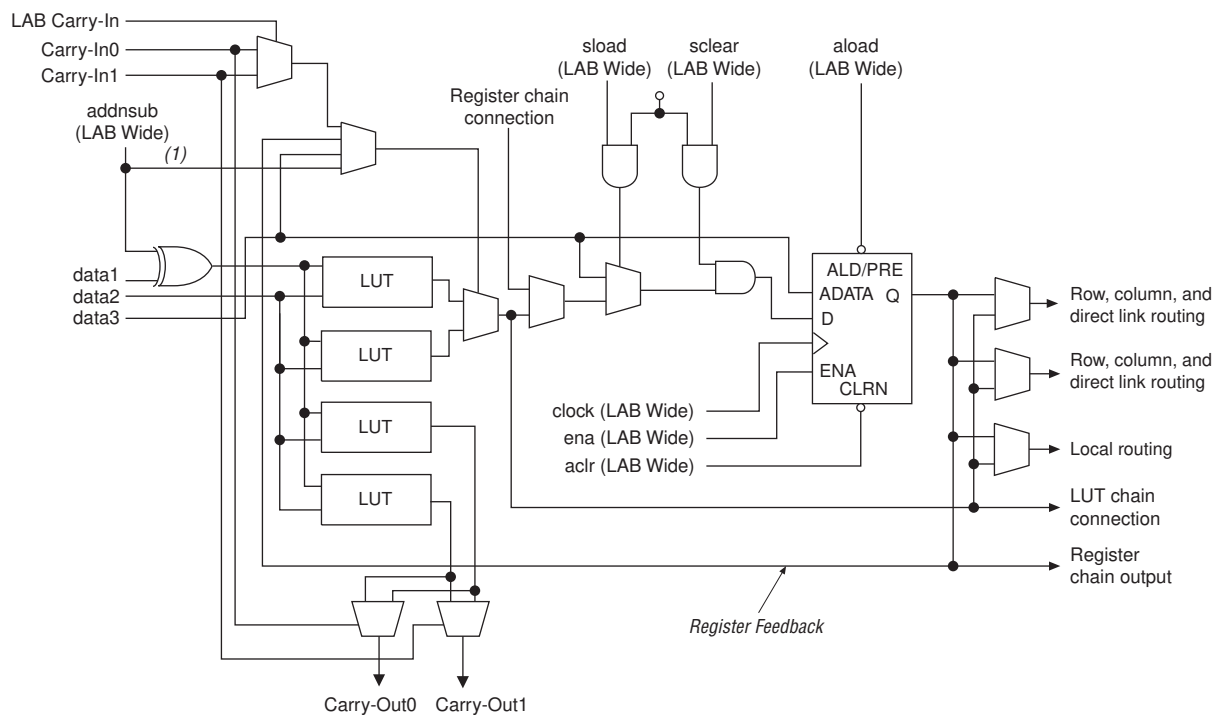 LAB Carry-In
Carry-In0
Carry-In1
addnsub
(LAB Wide)
(1)
data1
data2
data3
LUT
LUT
LUT
LUT
Register chain
connection
sload
(LAB Wide)
sclear
(LAB Wide)
aload
(LAB Wide)
ALD/PRE
ADATA
Q
D
ENA
CLRN
clock (LAB Wide)
ena (LAB Wide)
aclr (LAB Wide)
Row, column, and
direct link routing
Row, column, and
direct link routing
Local routing
LUT chain
connection
Register
chain output
Register Feedback
Carry-Out0
Carry-Out1